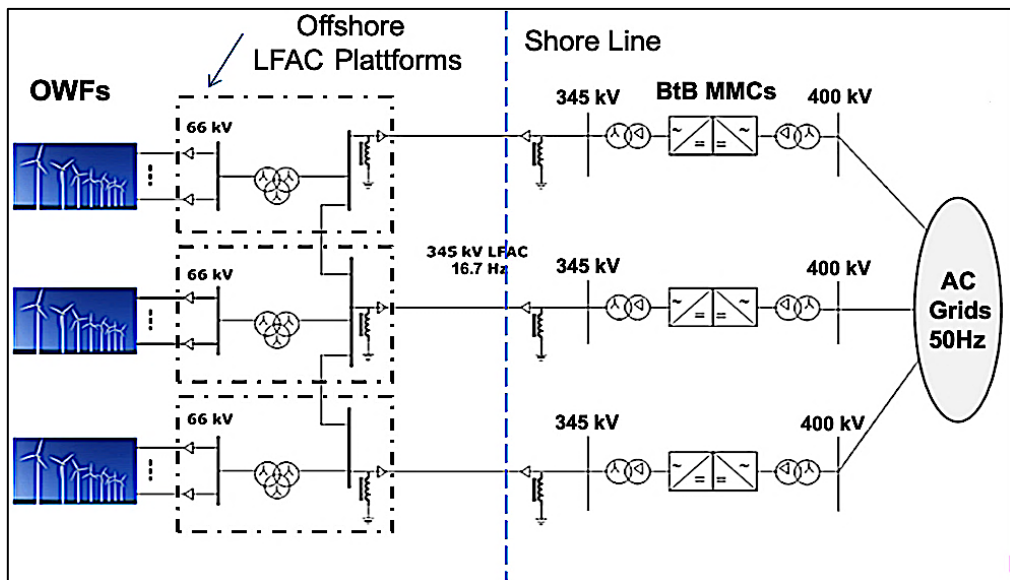 Offshore
LFAC Plattforms
Shore Line
OWFs
66 kV
345 kV
BtB MMCs
400 kV
~
=
=
~
66 kV
345 kV LFAC
16.7 Hz
345 kV
400 kV
~
=
=
~
AC
Grids
50Hz
66 kV
345 kV
400 kV
~
=
=
~